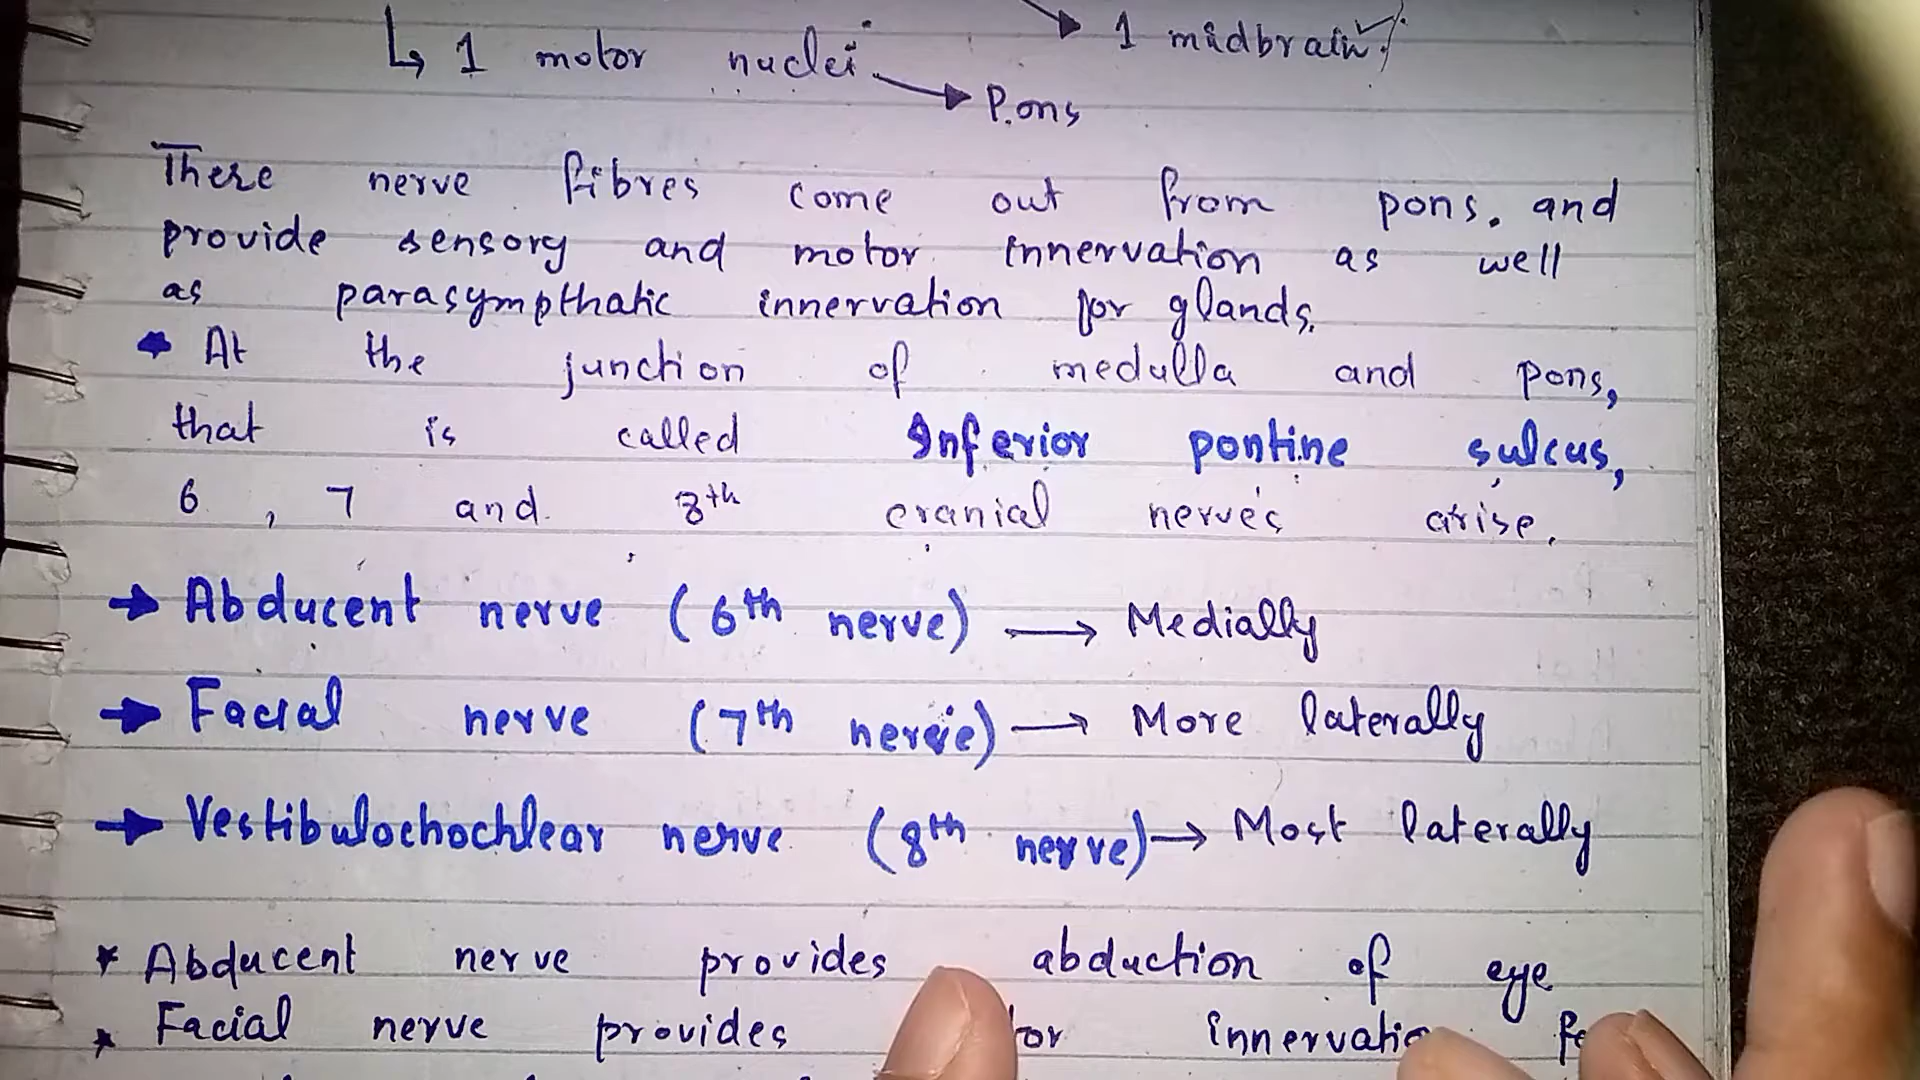 1 midbrain
↳ 1 motor nuclei → Pons
There nerve fibres come out from pons. and
provide sensory and motor innervation as well
as parasympthatic innervation for glands.
At the junction of medulla and pons,
that is called Inferior pontine sulcus,
6, 7 and 8th cranial nerves arise.
→ Abducent nerve (6th nerve) → Medially
→ Facial nerve (7th nerve) → More laterally
→ Vestibulochochlear nerve (8th nerve) → Most laterally
* Abducent nerve provides abduction of eye
* Facial nerve provides